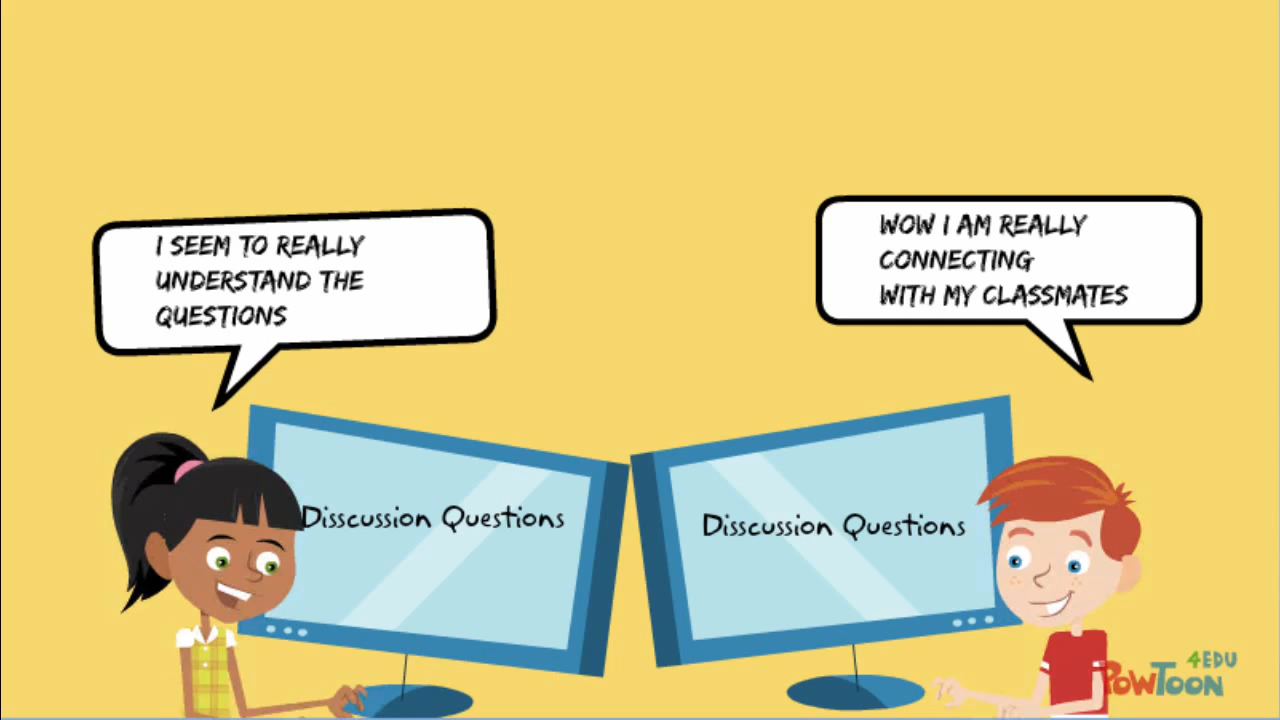 I SEEM TO REALLY
UNDERSTAND THE
QUESTIONS
WOW I AM REALLY
CONNECTING
WITH MY CLASSMATES
Disscussion Questions
Disscussion Questions
4EDU
POWTOON